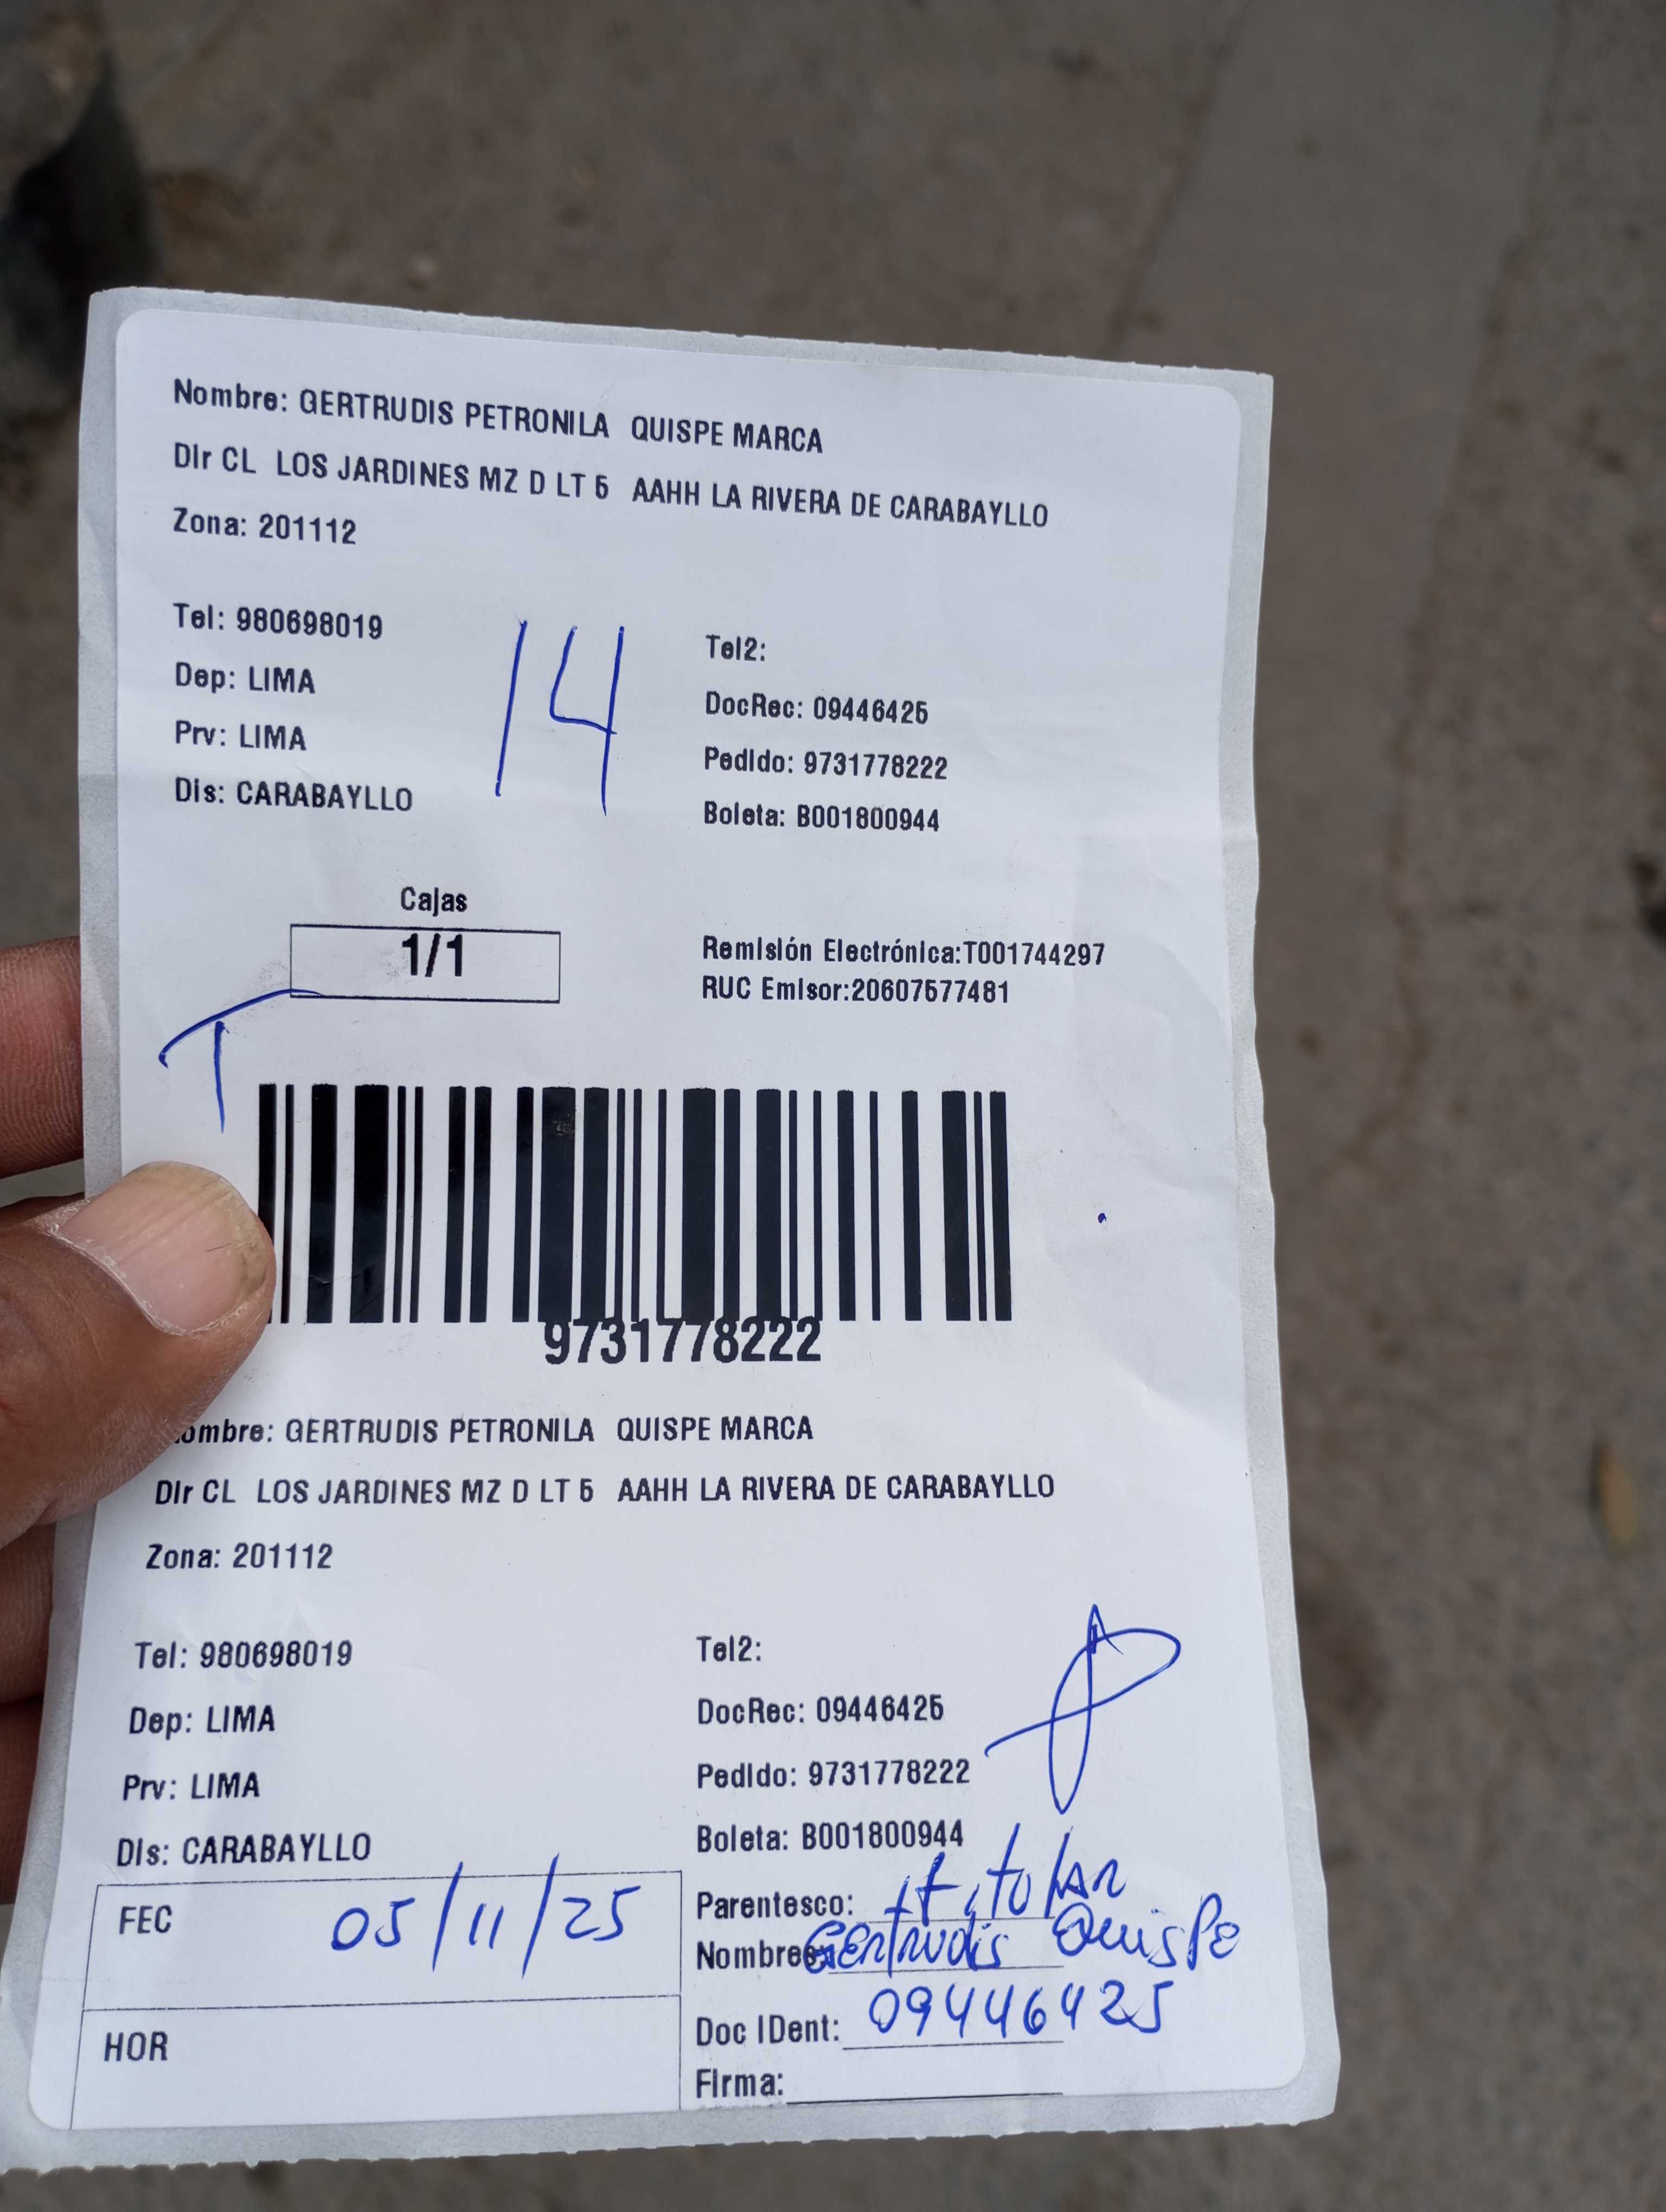 Nombre: GERTRUDIS PETRONILA QUISPE MARCA
Dir CL LOS JARDINES MZ D LT 5 AAHH LA RIVERA DE CARABAYLLO
Zona: 201112
Tel: 980698019
Tel2:
Dep: LIMA
DocRec: 09446425
Prv: LIMA
Pedido: 9731778222
Dis: CARABAYLLO
Boleta: B001800944
14
Cajas
1/1
Remisión Electrónica:T001744297
RUC Emisor:20607577481
T
9731778222
ombre: GERTRUDIS PETRONILA QUISPE MARCA
Dir CL LOS JARDINES MZ D LT 5 AAHH LA RIVERA DE CARABAYLLO
Zona: 201112
Tel: 980698019
Tel2:
Dep: LIMA
DocRec: 09446425
Prv: LIMA
Pedido: 9731778222
Dis: CARABAYLLO
Boleta: B001800944
FEC 05/11/25
Parentesco: titular
Nombre: Gertrudis Quispe
HOR
Doc IDent: 09446425
Firma: